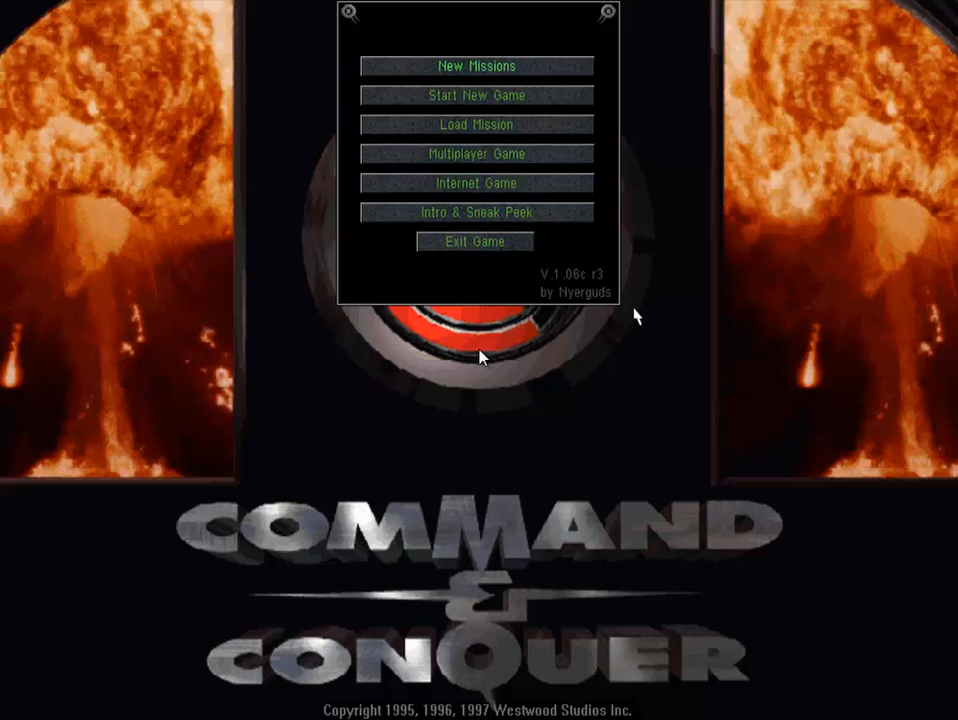 New Missions
Start New Game
Load Mission
Multiplayer Game
Internet Game
Intro & Sneak Peek
Exit Game
V.1.06c r3
by Nyerguds
COMMAND
&
CONQUER
Copyright 1995, 1996, 1997 Westwood Studios Inc.